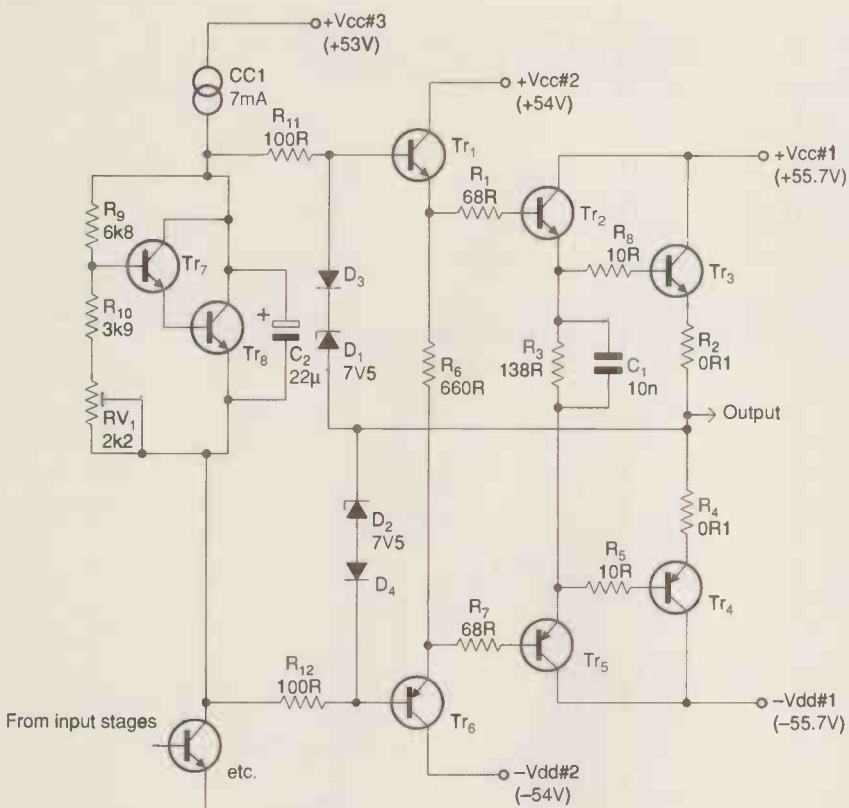 +Vcc#3
(+53V)
CC1
7mA
+Vcc#2
(+54V)
R11
100R
Tr1
+Vcc#1
(+55.7V)
R1
68R
Tr2
R9
6k8
Tr7
R8
10R
Tr3
D3
R10
3k9
+
Tr8
C2
22µ
D1
7V5
R6
660R
R3
138R
C1
10n
R2
0R1
Output
RV1
2k2
D2
7V5
R4
0R1
D4
R5
10R
Tr4
R7
68R
Tr5
R12
100R
Tr6
–Vdd#1
(–55.7V)
From input stages
etc.
–Vdd#2
(–54V)